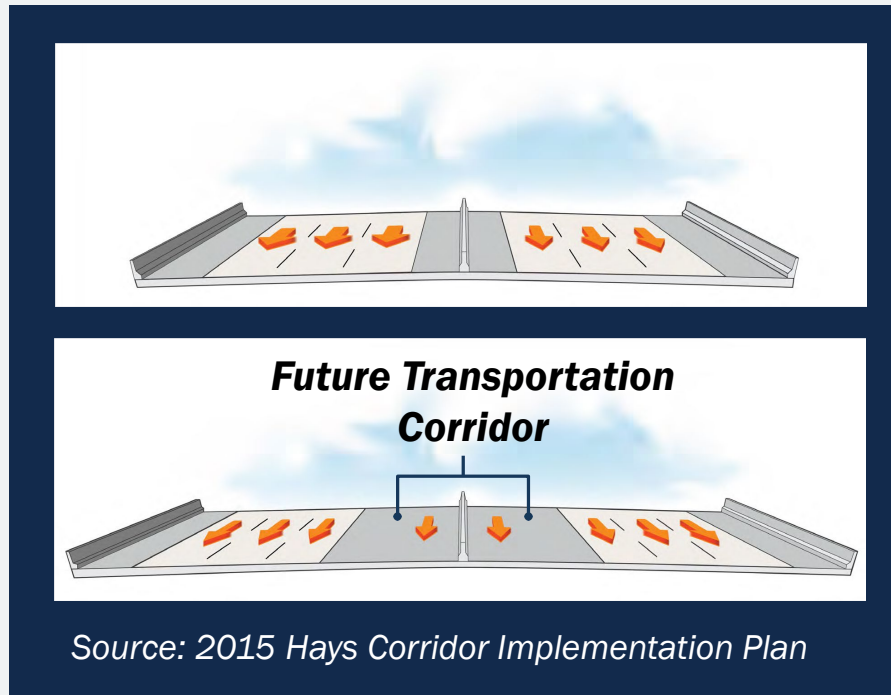 Future Transportation
Corridor
Source: 2015 Hays Corridor Implementation Plan